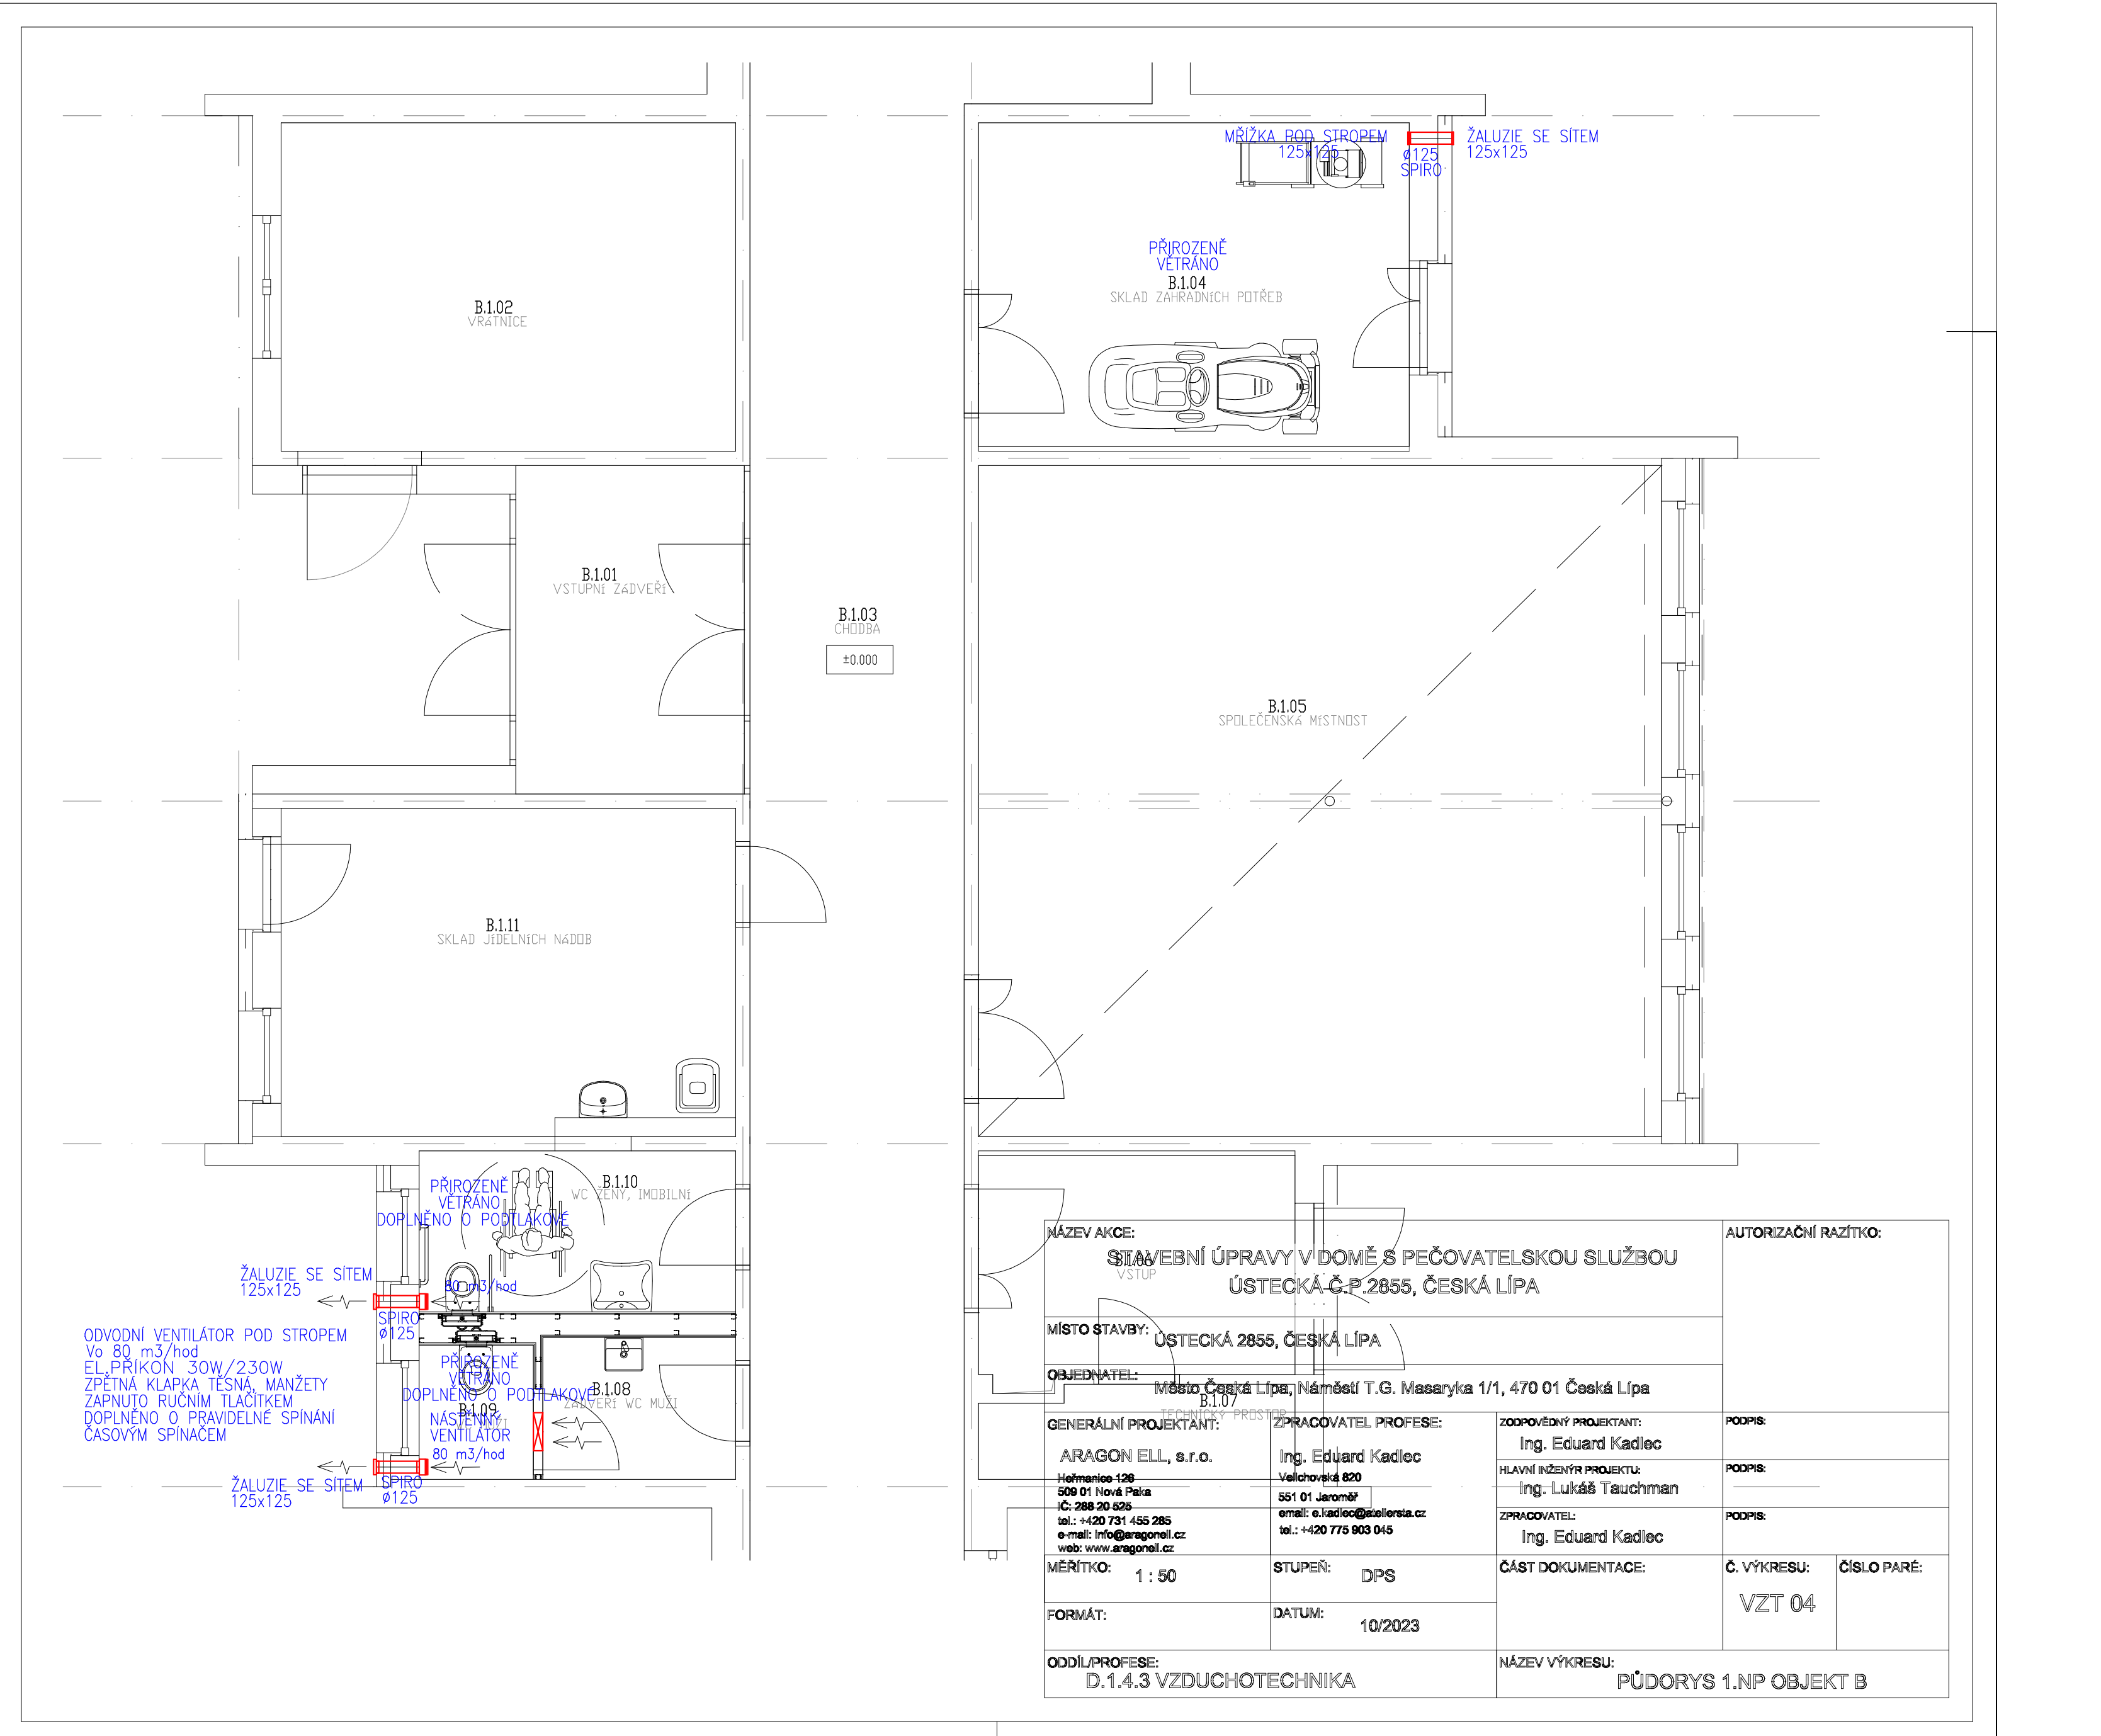 MŘÍŽKA POD STROPEM
125x125
ø125
SPIRO
ŽALUZIE SE SÍTEM
125x125
PŘIROZENĚ
VĚTRÁNO
B.1.04
SKLAD ZAHRADNÍCH POTŘEB
B.1.02
VRÁTNICE
B.1.01
VSTUPNÍ ZÁDVEŘÍ
B.1.03
CHODBA
±0.000
B.1.05
SPOLEČENSKÁ MÍSTNOST
B.1.11
SKLAD JÍDELNÍCH NÁDOB
B.1.10
WC ŽENY, IMOBILNÍ
PŘIROZENĚ
VĚTRÁNO
DOPLNĚNO O PODTLAKOVÉ
ŽALUZIE SE SÍTEM
125x125
80 m3/hod
SPIRO
ø125
ODVODNÍ VENTILÁTOR POD STROPEM
Vo 80 m3/hod
EL.PŘÍKON 30W/230W
ZPĚTNÁ KLAPKA TĚSNÁ, MANŽETY
ZAPNUTO RUČNÍM TLAČÍTKEM
DOPLNĚNO O PRAVIDELNÉ SPÍNÁNÍ
ČASOVÝM SPÍNAČEM
PŘIROZENĚ
VĚTRÁNO
DOPLNĚNO O PODTLAKOVÉ
B.1.08
ZÁDVEŘÍ WC MUŽI
B.1.09
NÁSTĚNNÝ
VENTILÁTOR
80 m3/hod
ŽALUZIE SE SÍTEM
125x125
SPIRO
ø125
B.1.06
VSTUP
B.1.07
TECHNICKÝ PROSTOR
NÁZEV AKCE:
STAVEBNÍ ÚPRAVY V DOMĚ S PEČOVATELSKOU SLUŽBOU
ÚSTECKÁ Č.P.2855, ČESKÁ LÍPA
AUTORIZAČNÍ RAZÍTKO:
MÍSTO STAVBY:
ÚSTECKÁ 2855, ČESKÁ LÍPA
OBJEDNATEL:
Město Česká Lípa, Náměstí T.G. Masaryka 1/1, 470 01 Česká Lípa
GENERÁLNÍ PROJEKTANT:
ARAGON ELL, s.r.o.
Heřmanice 126
509 01 Nová Paka
IČ: 288 20 525
tel.: +420 731 455 285
e-mail: info@aragonell.cz
web: www.aragonell.cz
ZPRACOVATEL PROFESE:
Ing. Eduard Kadlec
Velichovská 820
551 01 Jaroměř
email: e.kadlec@ateliersta.cz
tel.: +420 775 903 045
ZODPOVĚDNÝ PROJEKTANT:
Ing. Eduard Kadlec
PODPIS:
HLAVNÍ INŽENÝR PROJEKTU:
Ing. Lukáš Tauchman
PODPIS:
ZPRACOVATEL:
Ing. Eduard Kadlec
PODPIS:
MĚŘÍTKO:
1 : 50
STUPEŇ:
DPS
ČÁST DOKUMENTACE:
Č. VÝKRESU:
VZT 04
ČÍSLO PARÉ:
FORMÁT:
DATUM:
10/2023
ODDÍL/PROFESE:
D.1.4.3 VZDUCHOTECHNIKA
NÁZEV VÝKRESU:
PŮDORYS 1.NP OBJEKT B